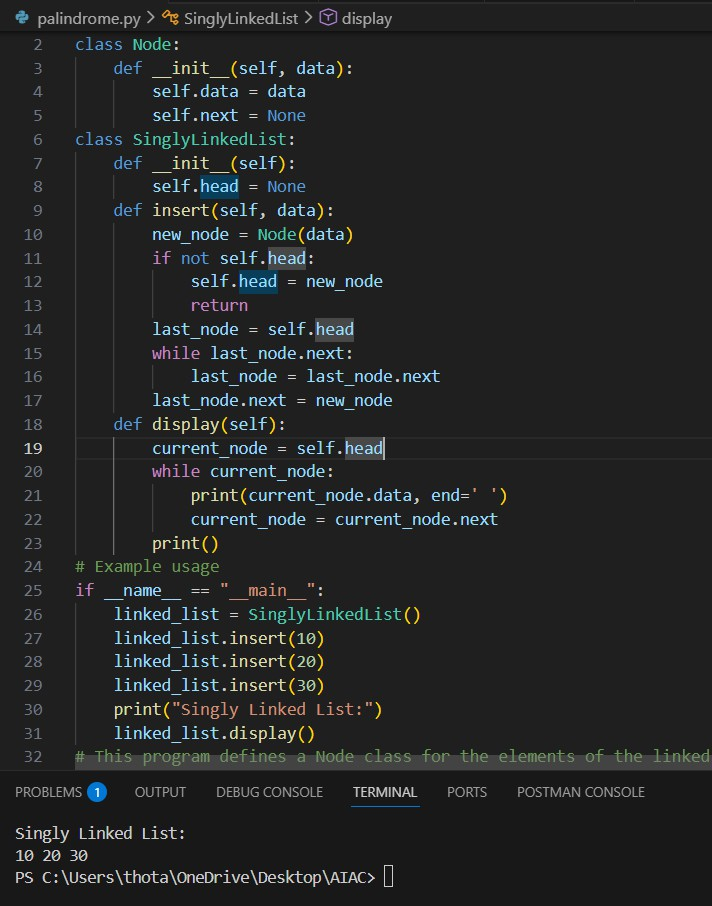 palindrome.py > SinglyLinkedList > display
2 class Node:
3     def __init__(self, data):
4         self.data = data
5         self.next = None
6 class SinglyLinkedList:
7     def __init__(self):
8         self.head = None
9     def insert(self, data):
10         new_node = Node(data)
11         if not self.head:
12             self.head = new_node
13             return
14         last_node = self.head
15         while last_node.next:
16             last_node = last_node.next
17         last_node.next = new_node
18     def display(self):
19         current_node = self.head
20         while current_node:
21             print(current_node.data, end=' ')
22             current_node = current_node.next
23         print()
24 # Example usage
25 if __name__ == "__main__":
26     linked_list = SinglyLinkedList()
27     linked_list.insert(10)
28     linked_list.insert(20)
29     linked_list.insert(30)
30     print("Singly Linked List:")
31     linked_list.display()
32 # This program defines a Node class for the elements of the linked
PROBLEMS 1 OUTPUT DEBUG CONSOLE TERMINAL PORTS POSTMAN CONSOLE
Singly Linked List:
10 20 30
PS C:\Users\thota\OneDrive\Desktop\AIAC>